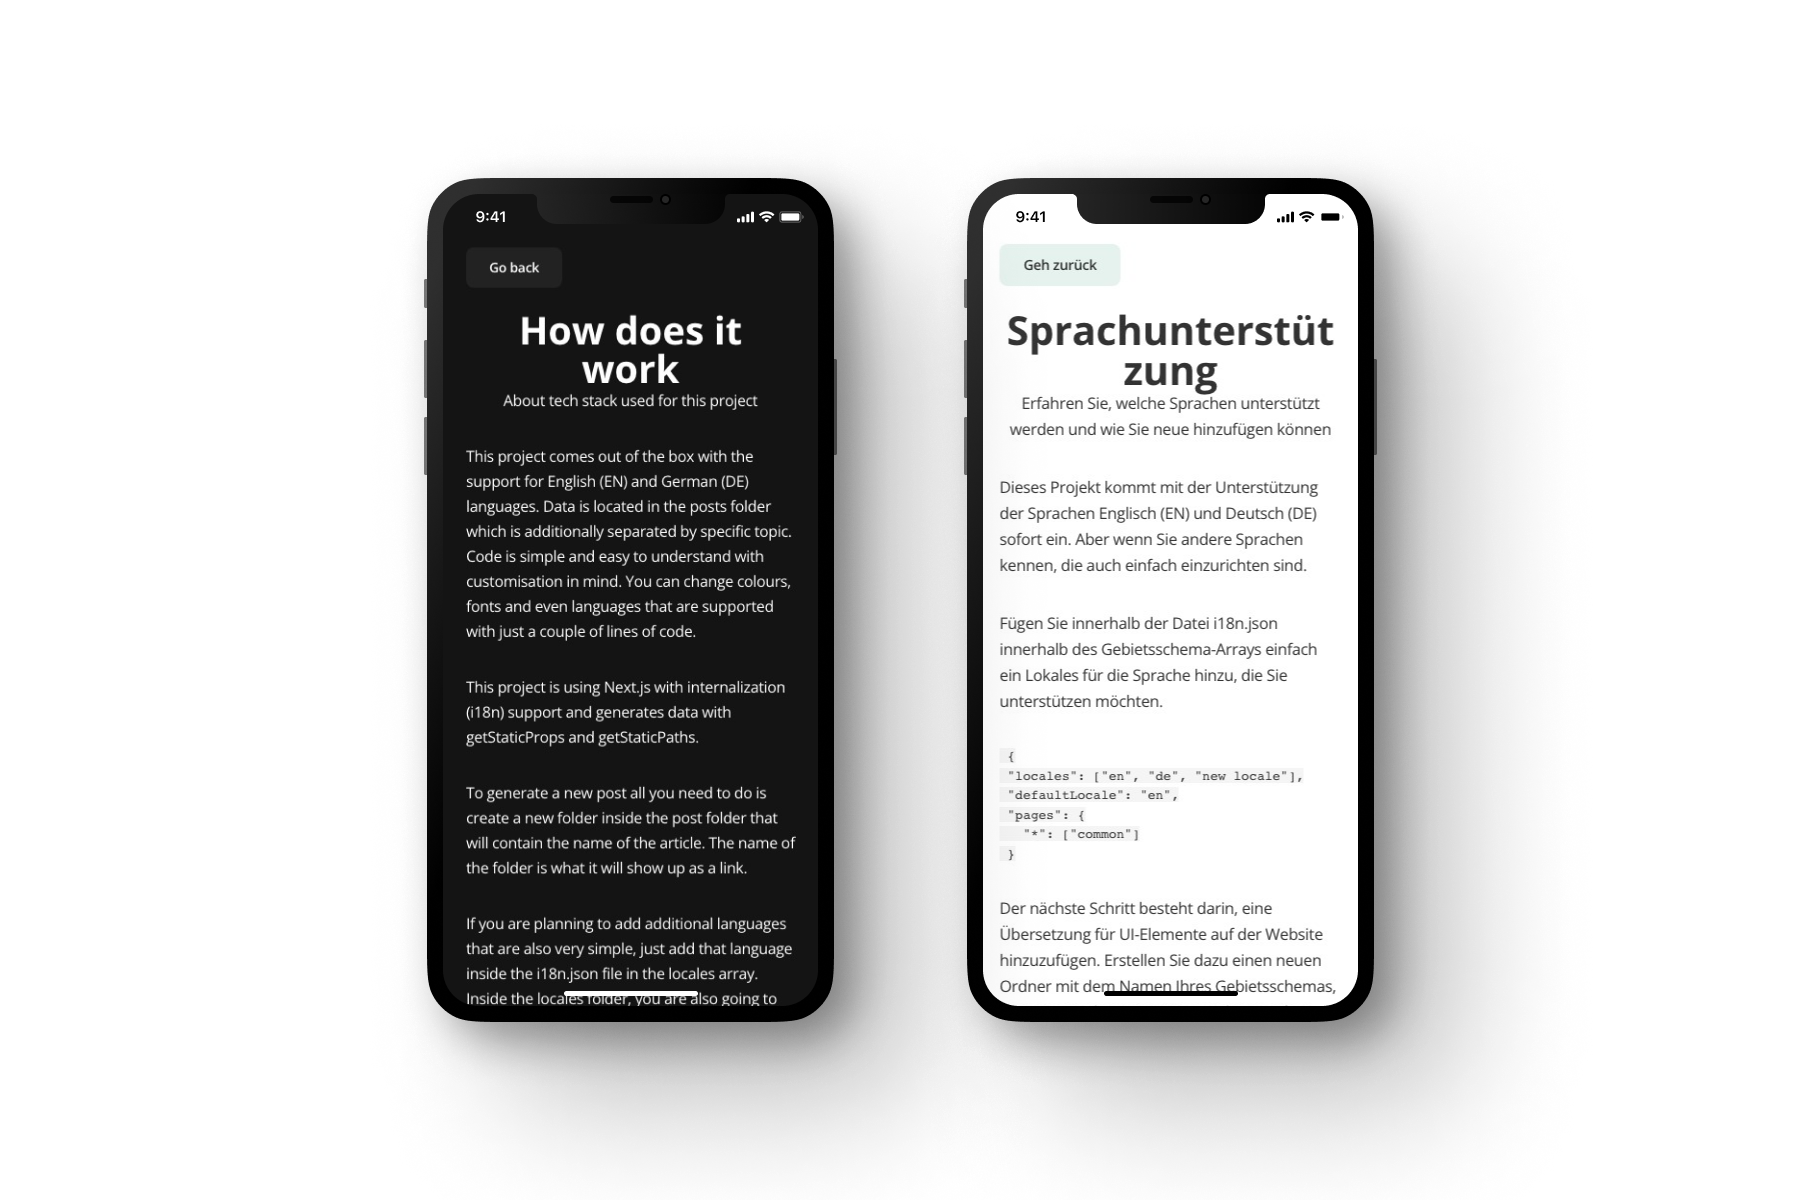 9:41
Go back
How does it
work
About tech stack used for this project
This project comes out of the box with the
support for English (EN) and German (DE)
languages. Data is located in the posts folder
which is additionally separated by specific topic.
Code is simple and easy to understand with
customisation in mind. You can change colours,
fonts and even languages that are supported
with just a couple of lines of code.
This project is using Next.js with internalization
(i18n) support and generates data with
getStaticProps and getStaticPaths.
To generate a new post all you need to do is
create a new folder inside the post folder that
will contain the name of the article. The name of
the folder is what it will show up as a link.
If you are planning to add additional languages
that are also very simple, just add that language
inside the i18n.json file in the locales array.
Inside the locales folder, you are also going to
9:41
Geh zurück
Sprachunterstüt
zung
Erfahren Sie, welche Sprachen unterstützt
werden und wie Sie neue hinzufügen können
Dieses Projekt kommt mit der Unterstützung
der Sprachen Englisch (EN) und Deutsch (DE)
sofort ein. Aber wenn Sie andere Sprachen
kennen, die auch einfach einzurichten sind.
Fügen Sie innerhalb der Datei i18n.json
innerhalb des Gebietsschema-Arrays einfach
ein Lokales für die Sprache hinzu, die Sie
unterstützen möchten.
{
"locales": ["en", "de", "new locale"],
"defaultLocale": "en",
"pages": {
"*": ["common"]
}
Der nächste Schritt besteht darin, eine
Übersetzung für UI-Elemente auf der Website
hinzuzufügen. Erstellen Sie dazu einen neuen
Ordner mit dem Namen Ihres Gebietsschemas,